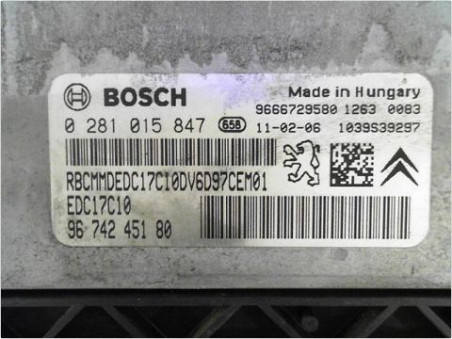 BOSCH
Made in Hungary
9666729580 1263 0083
0 281 015 847 658 11-02-06 1039S39297
RBCMMDEDC17C10DV6D97CEM01
EDC17C10
96 742 451 80